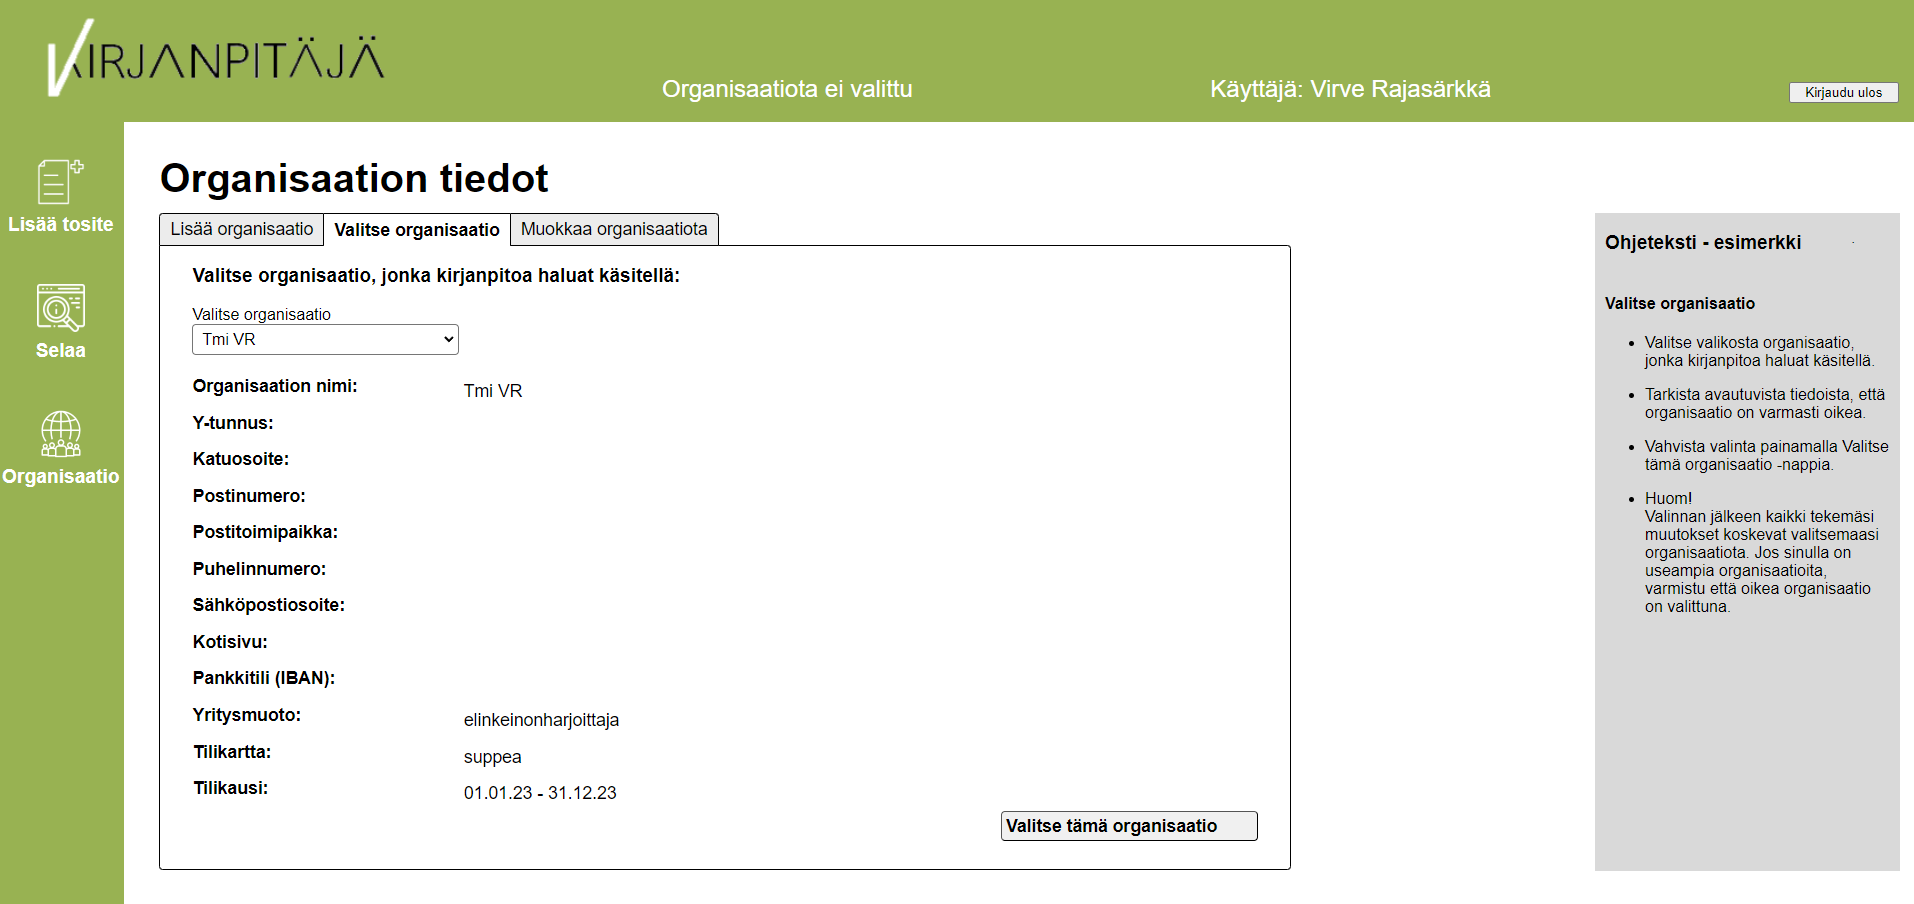 KIRJANPITÄJÄ
Organisaatiota ei valittu
Käyttäjä: Virve Rajasärkkä
Kirjaudu ulos
Lisää tosite
Selaa
Organisaatio
Organisaation tiedot
Lisää organisaatio
Valitse organisaatio
Muokkaa organisaatiota
Valitse organisaatio, jonka kirjanpitoa haluat käsitellä:
Valitse organisaatio
Tmi VR
Organisaation nimi: Tmi VR
Y-tunnus:
Katuosoite:
Postinumero:
Postitoimipaikka:
Puhelinnumero:
Sähköpostiosoite:
Kotisivu:
Pankkitili (IBAN):
Yritysmuoto: elinkeinonharjoittaja
Tilikartta: suppea
Tilikausi: 01.01.23 - 31.12.23
Valitse tämä organisaatio
Ohjeteksti - esimerkki
Valitse organisaatio
• Valitse valikosta organisaatio,
jonka kirjanpitoa haluat käsitellä.
• Tarkista avautuvista tiedoista, että
organisaatio on varmasti oikea.
• Vahvista valinta painamalla Valitse
tämä organisaatio -nappia.
• Huom!
Valinnan jälkeen kaikki tekemäsi
muutokset koskevat valitsemaasi
organisaatiota. Jos sinulla on
useampia organisaatioita,
varmistu että oikea organisaatio
on valittuna.